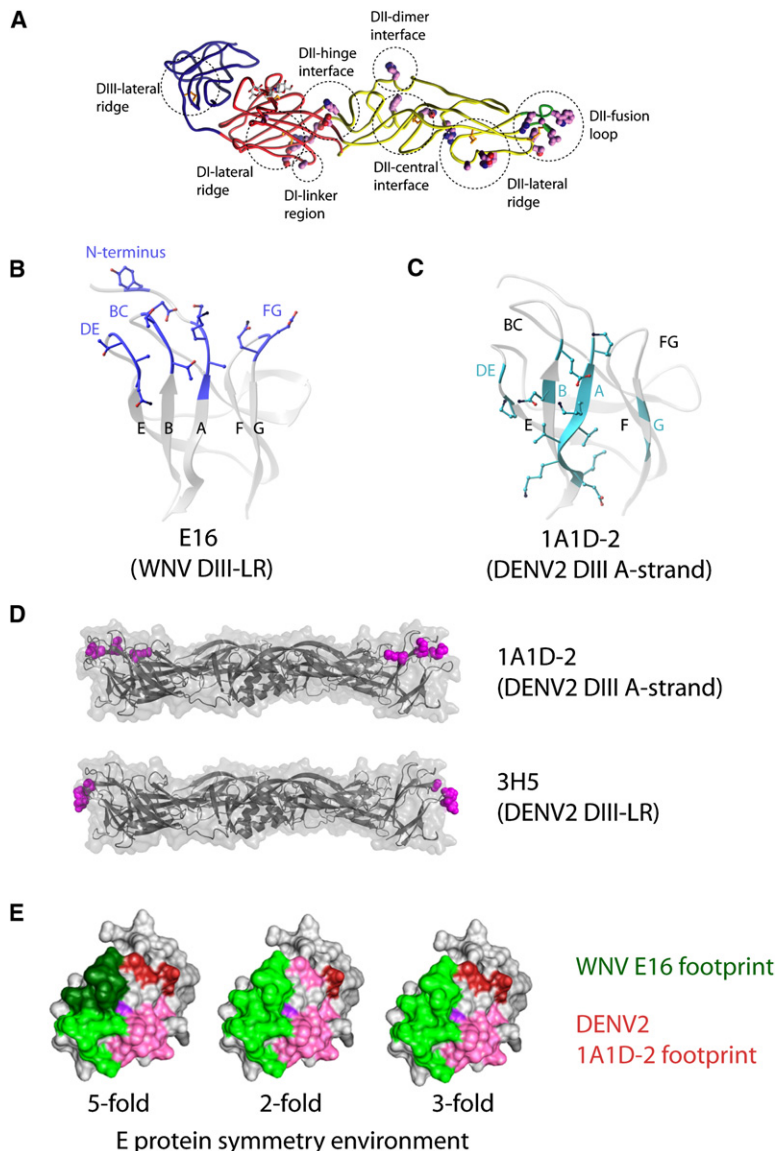 A
DII-dimer
interface
DII-hinge
interface
DIII-lateral
ridge
DII-fusion
loop
DI-lateral
ridge
DI-linker
region
DII-central
interface
DII-lateral
ridge
B
N-terminus
BC
FG
DE
E B A F G
E16
(WNV DIII-LR)
C
BC
FG
DE
B A
E F G
1A1D-2
(DENV2 DIII A-strand)
D
1A1D-2
(DENV2 DIII A-strand)
3H5
(DENV2 DIII-LR)
E
WNV E16 footprint
DENV2
1A1D-2 footprint
5-fold 2-fold 3-fold
E protein symmetry environment